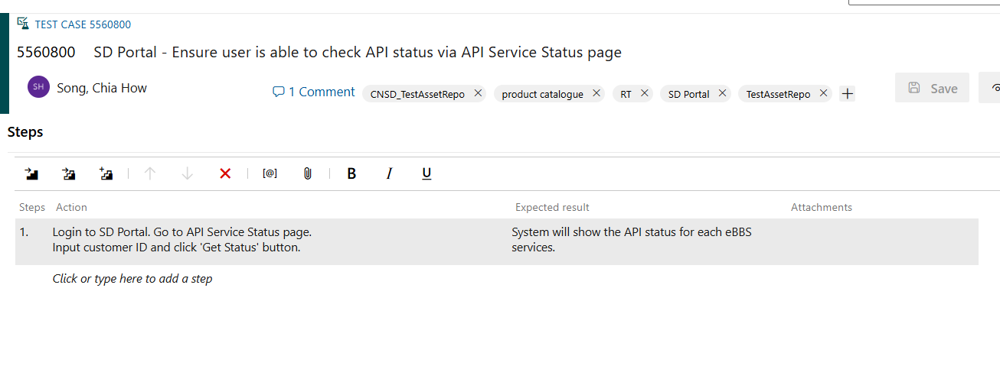 TEST CASE 5560800
5560800 SD Portal - Ensure user is able to check API status via API Service Status page
SH Song, Chia How 1 Comment CNSD_TestAssetRepo product catalogue RT SD Portal TestAssetRepo Save
Steps
[@] B I U
Steps Action Expected result Attachments
1. Login to SD Portal. Go to API Service Status page. System will show the API status for each eBBS
Input customer ID and click 'Get Status' button. services.
Click or type here to add a step